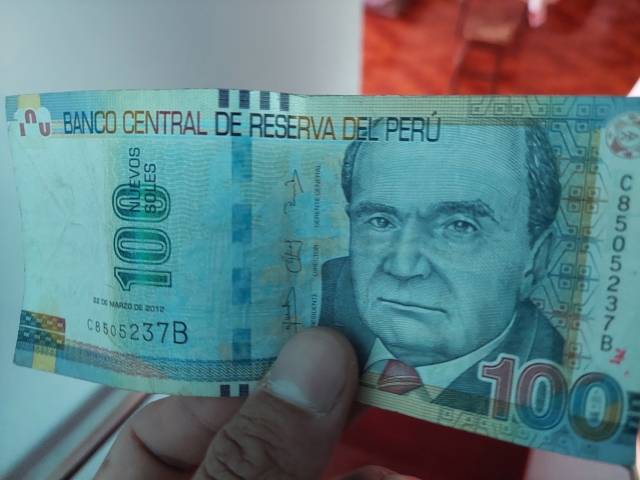 BANCO CENTRAL DE RESERVA DEL PERÚ
100
NUEVOS
SOLES
22 DE MARZO DE 2012
C8505237B
DIRECTOR
GERENTE GENERAL
C8505237B
100